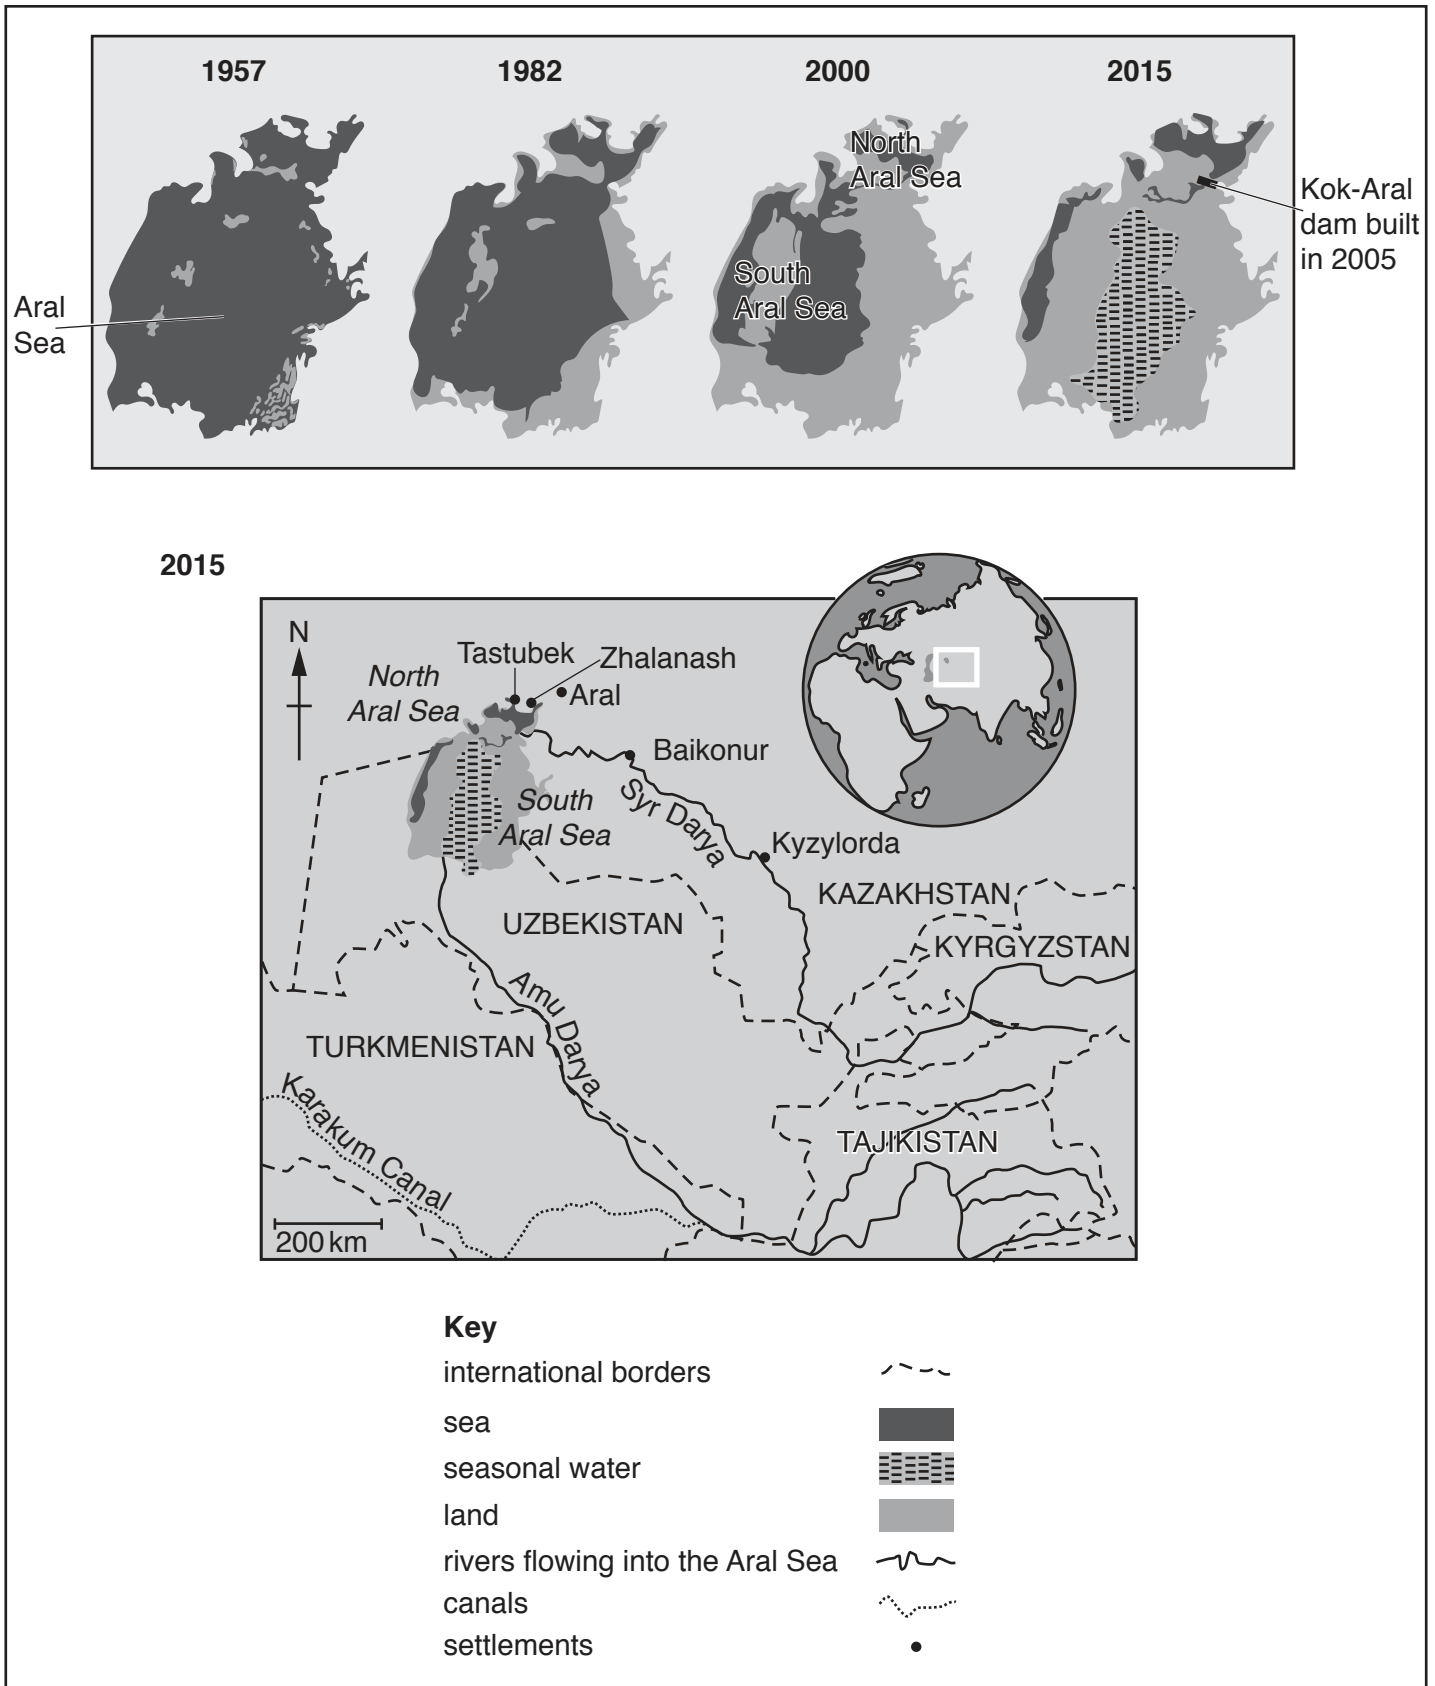 1957
1982
2000
2015
North
Aral Sea
South
Aral Sea
Aral
Sea
Kok-Aral
dam built
in 2005
2015
N
Tastubek
Zhalanash
North
Aral Sea
Aral
Baikonur
South
Aral Sea
Syr Darya
Kyzylorda
KAZAKHSTAN
UZBEKISTAN
KYRGYZSTAN
Amu Darya
TURKMENISTAN
Karakum Canal
TAJIKISTAN
200 km
Key
international borders
sea
seasonal water
land
rivers flowing into the Aral Sea
canals
settlements